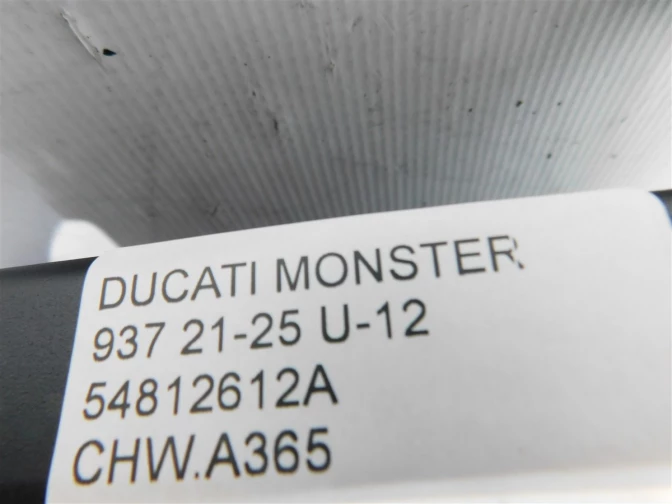 DUCATI MONSTER
937 21-25 U-12
54812612A
CHW.A365